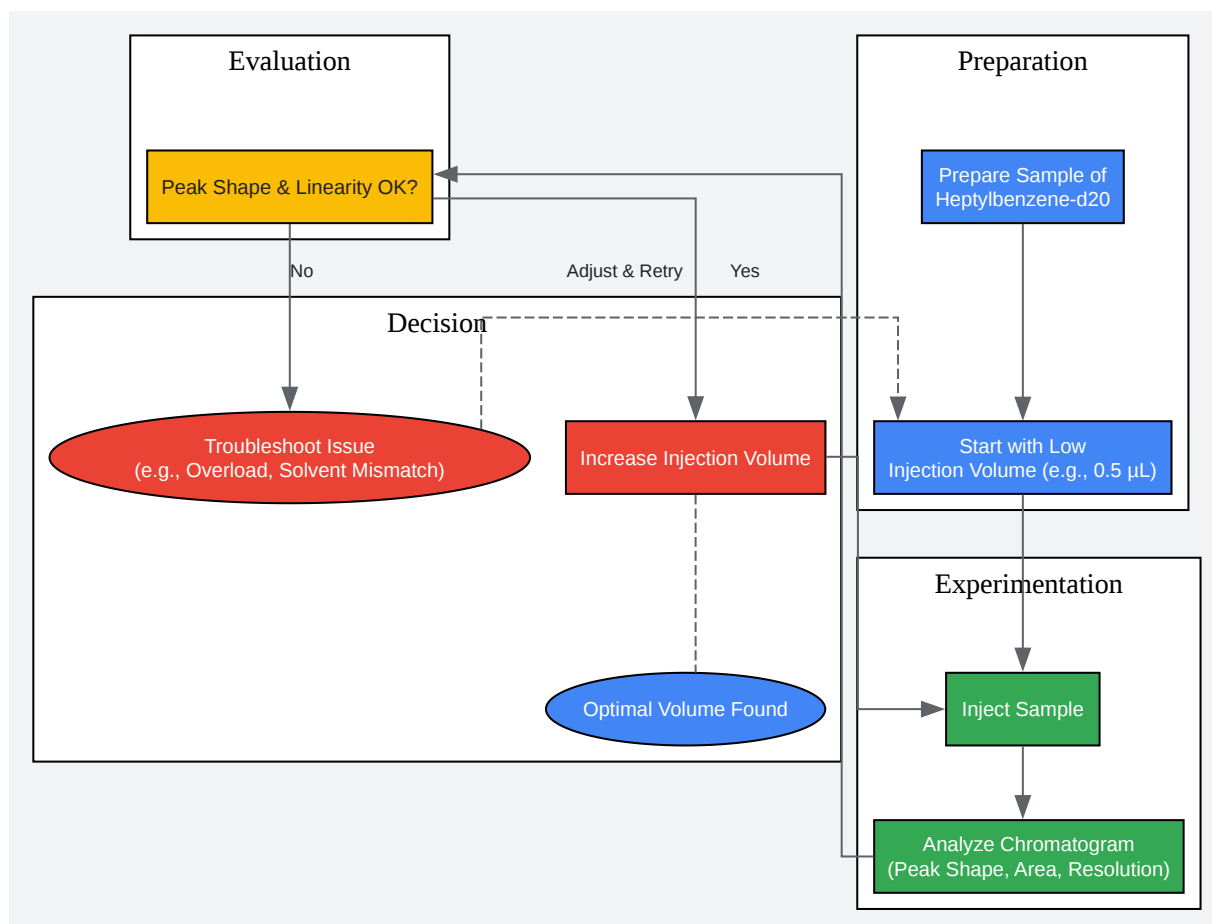 Evaluation
Preparation
Peak Shape & Linearity OK?
Prepare Sample of
Heptylbenzene-d20
No
Adjust & Retry
Yes
Decision
Troubleshoot Issue
(e.g., Overload, Solvent Mismatch)
Increase Injection Volume
Start with Low
Injection Volume (e.g., 0.5 µL)
Experimentation
Optimal Volume Found
Inject Sample
Analyze Chromatogram
(Peak Shape, Area, Resolution)